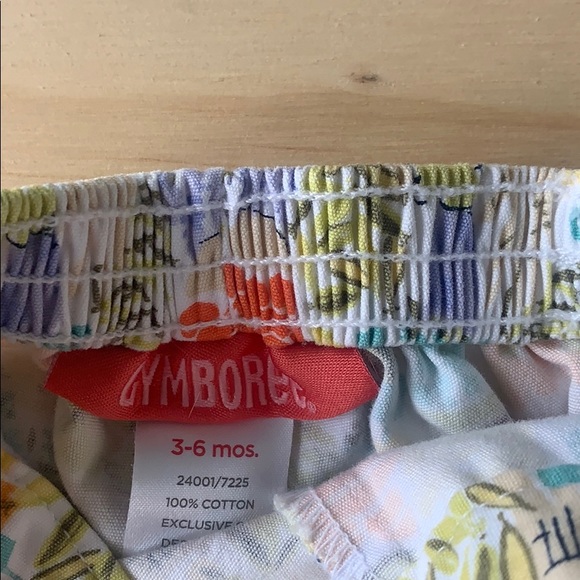 GYMBOREE
3-6 mos.
24001/7225
100% COTTON
EXCLUSIVE